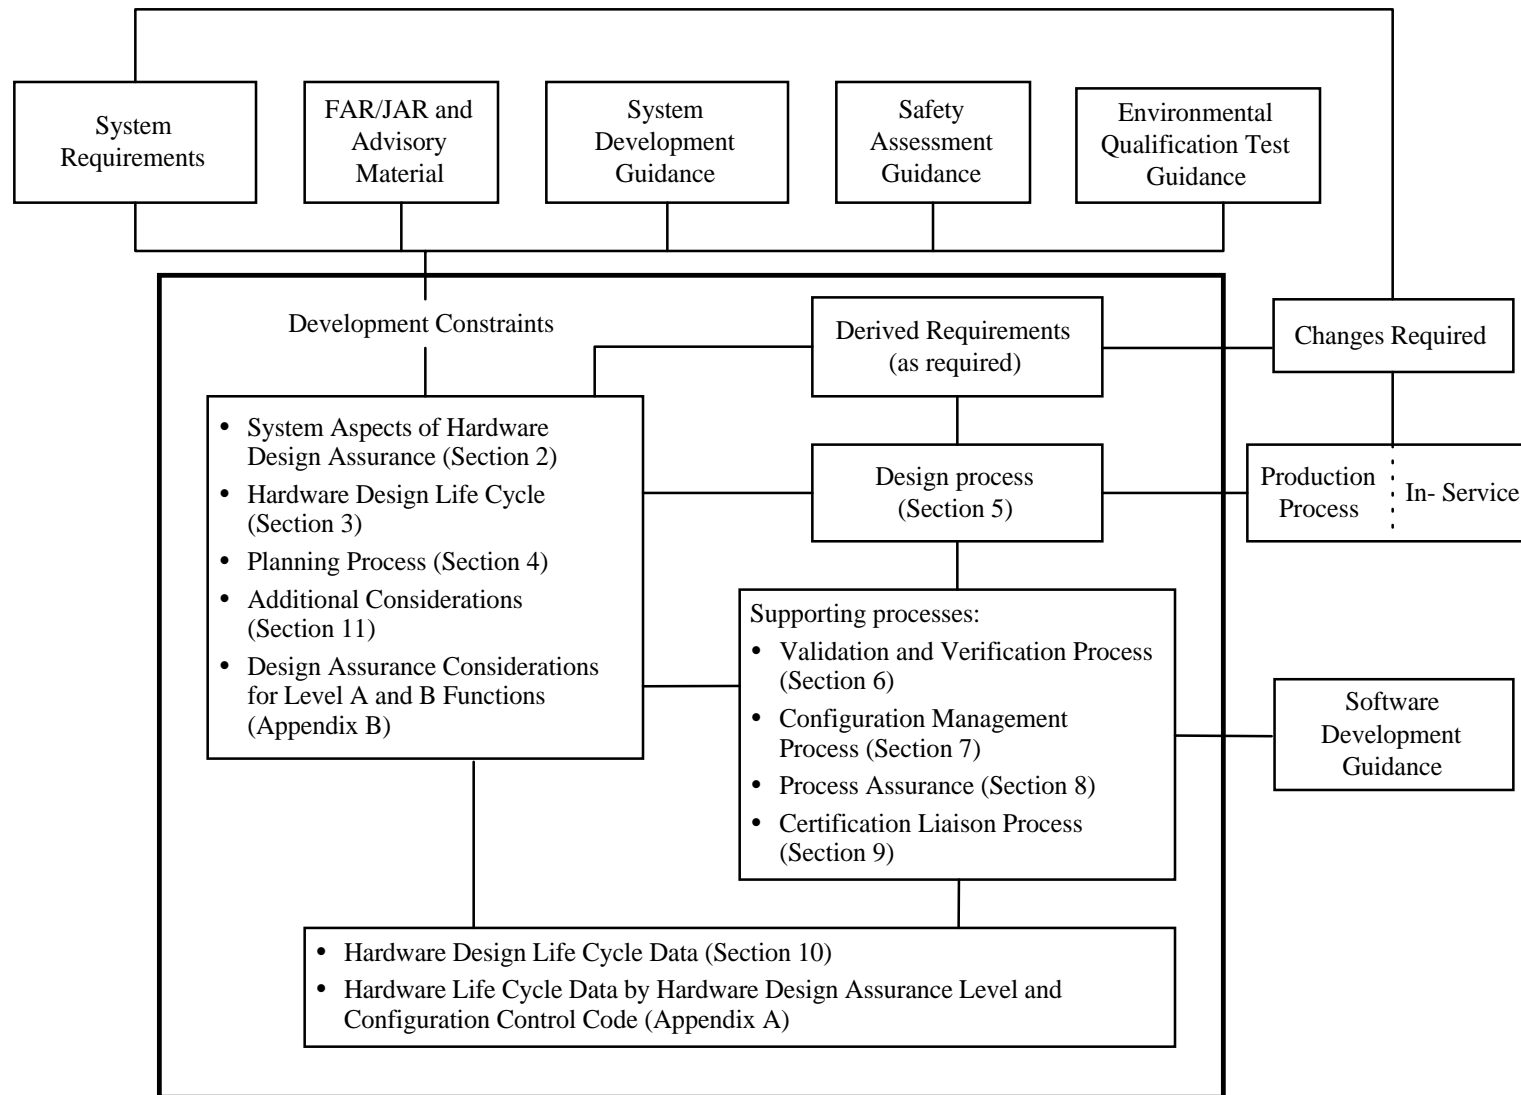 System
Requirements
FAR/JAR and
Advisory
Material
System
Development
Guidance
Safety
Assessment
Guidance
Environmental
Qualification Test
Guidance
Development Constraints
Derived Requirements
(as required)
Changes Required
• System Aspects of Hardware
Design Assurance (Section 2)
• Hardware Design Life Cycle
(Section 3)
• Planning Process (Section 4)
• Additional Considerations
(Section 11)
• Design Assurance Considerations
for Level A and B Functions
(Appendix B)
Design process
(Section 5)
Production
Process
In- Service
Supporting processes:
• Validation and Verification Process
(Section 6)
• Configuration Management
Process (Section 7)
• Process Assurance (Section 8)
• Certification Liaison Process
(Section 9)
Software
Development
Guidance
• Hardware Design Life Cycle Data (Section 10)
• Hardware Life Cycle Data by Hardware Design Assurance Level and
Configuration Control Code (Appendix A)